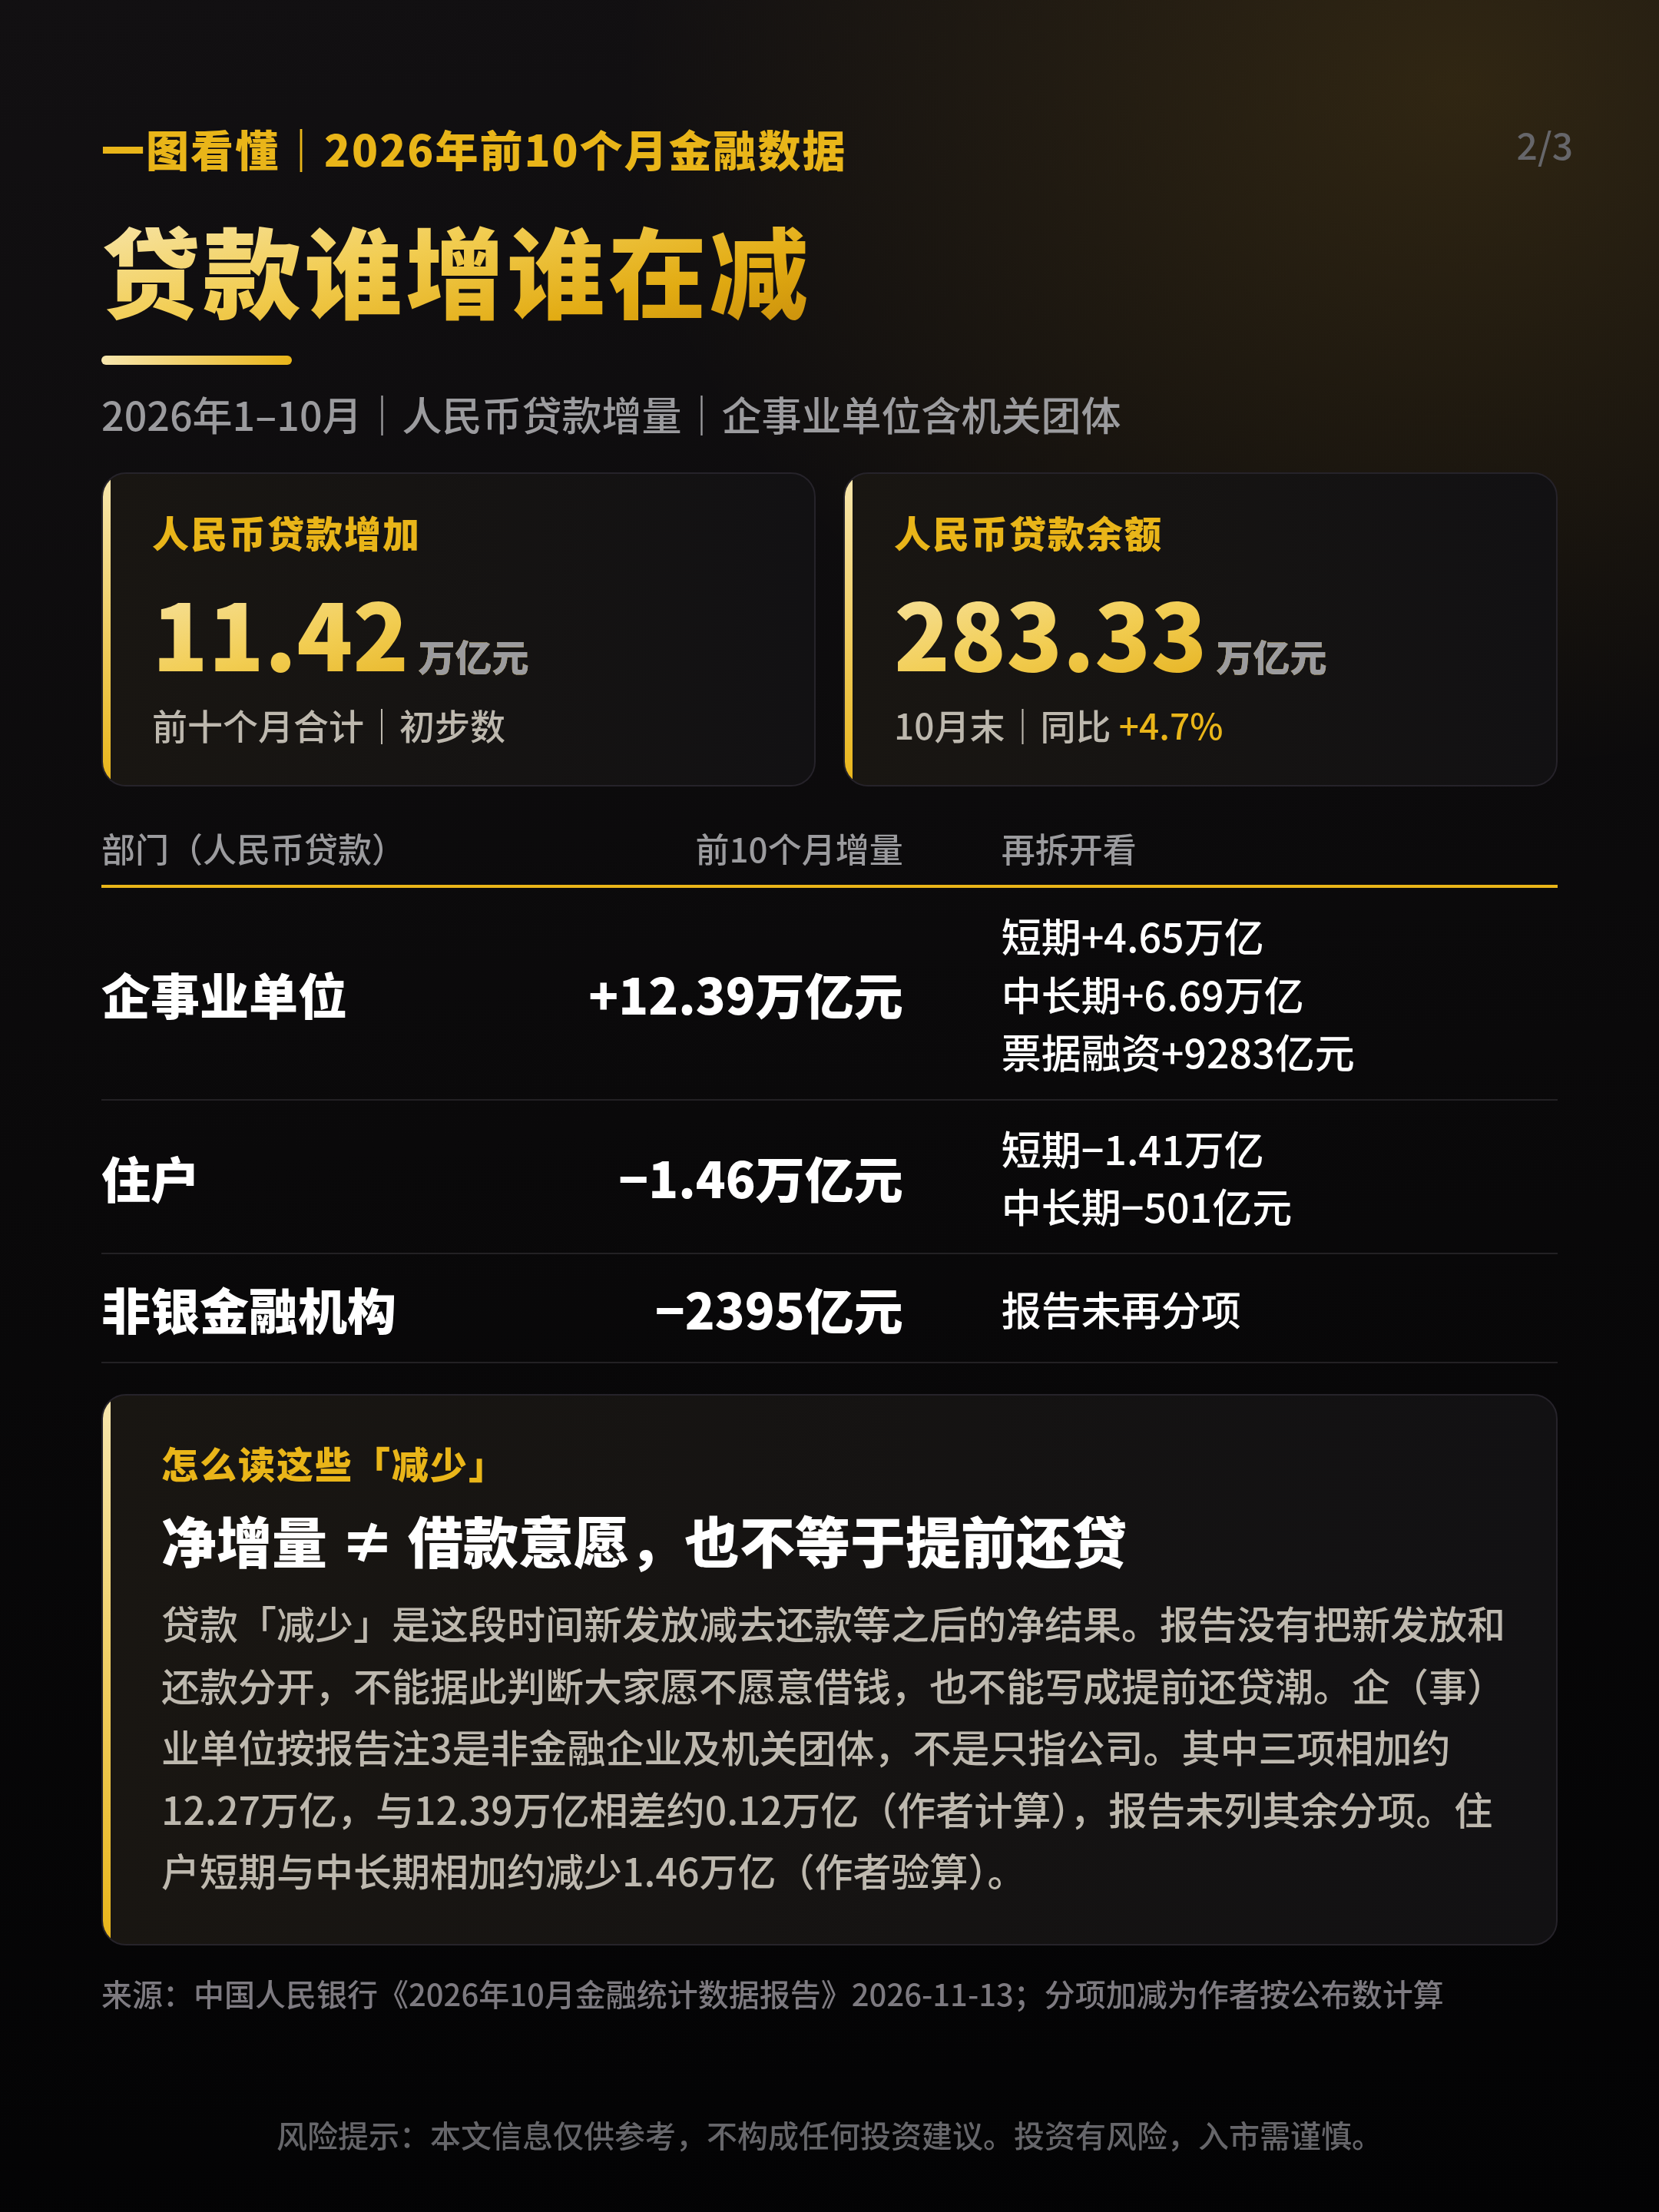 一图看懂｜2026年前10个月金融数据
2/3
贷款谁增谁在减
2026年1–10月｜人民币贷款增量｜企事业单位含机关团体
人民币贷款增加
11.42 万亿元
前十个月合计｜初步数
人民币贷款余额
283.33 万亿元
10月末｜同比 +4.7%
部门（人民币贷款） 前10个月增量 再拆开看
企事业单位 +12.39万亿元
短期+4.65万亿
中长期+6.69万亿
票据融资+9283亿元
住户 −1.46万亿元
短期−1.41万亿
中长期−501亿元
非银金融机构 −2395亿元 报告未再分项
怎么读这些「减少」
净增量 ≠ 借款意愿，也不等于提前还贷
贷款「减少」是这段时间新发放减去还款等之后的净结果。报告没有把新发放和
还款分开，不能据此判断大家愿不愿意借钱，也不能写成提前还贷潮。企（事）
业单位按报告注3是非金融企业及机关团体，不是只指公司。其中三项相加约
12.27万亿，与12.39万亿相差约0.12万亿（作者计算），报告未列其余分项。住
户短期与中长期相加约减少1.46万亿（作者验算）。
来源：中国人民银行《2026年10月金融统计数据报告》2026-11-13；分项加减为作者按公布数计算
风险提示：本文信息仅供参考，不构成任何投资建议。投资有风险，入市需谨慎。